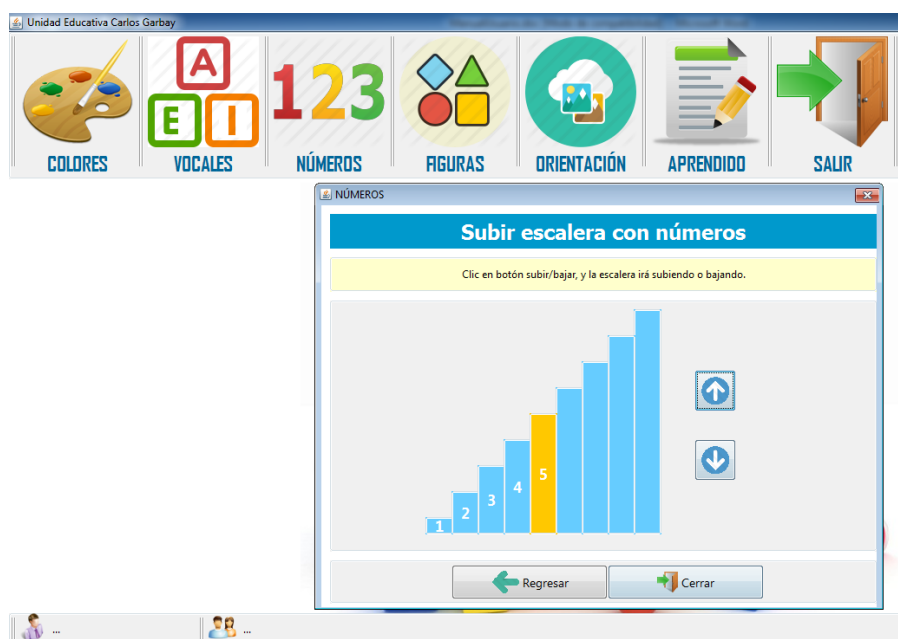 Unidad Educativa Carlos Garbay
A
E I
123
COLORES VOCALES NÚMEROS FIGURAS ORIENTACIÓN APRENDIDO SALIR
NÚMEROS
Subir escalera con números
Clic en botón subir/bajar, y la escalera irá subiendo o bajando.
1 2 3 4 5
Regresar Cerrar
... ...